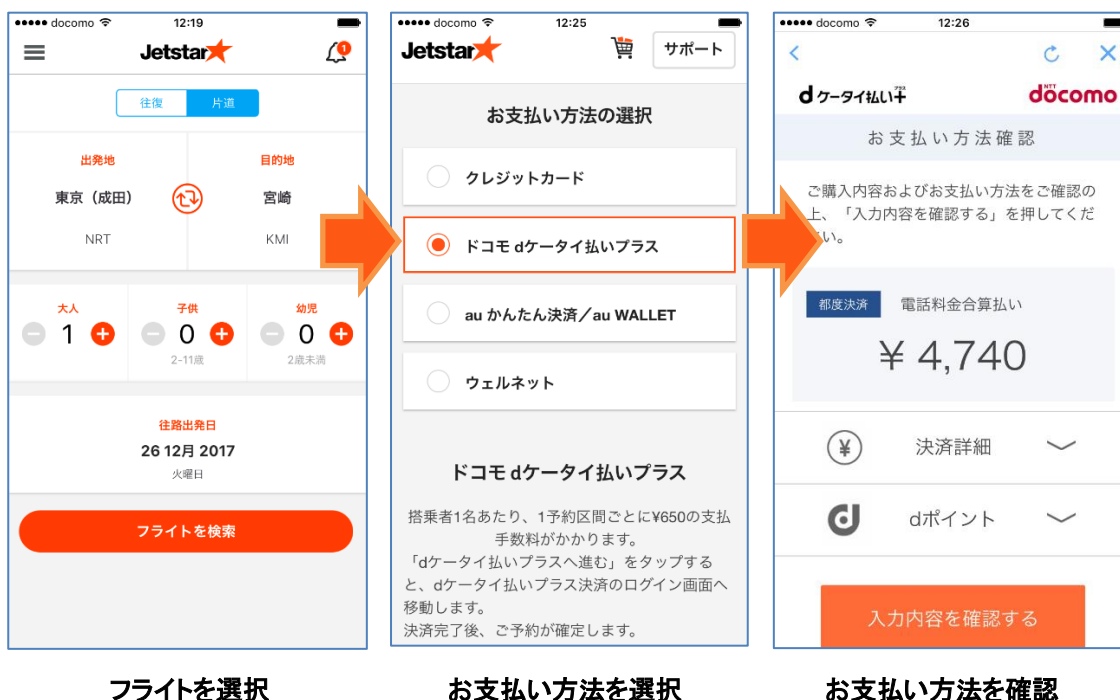 docomo 12:19
Jetstar
1
往復 片道
出発地 目的地
東京（成田） 宮崎
NRT KMI
大人 子供 幼児
1 0 0
2-11歳 2歳未満
往路出発日
26 12月 2017
火曜日
フライトを検索
フライトを選択
docomo 12:25
Jetstar サポート
お支払い方法の選択
クレジットカード
ドコモ dケータイ払いプラス
au かんたん決済／au WALLET
ウェルネット
ドコモ dケータイ払いプラス
搭乗者1名あたり、1予約区間ごとに¥650の支払
手数料がかかります。
「dケータイ払いプラスへ進む」をタップする
と、dケータイ払いプラス決済のログイン画面へ
移動します。
決済完了後、ご予約が確定します。
お支払い方法を選択
docomo 12:26
dケータイ払い+ プラス NTT docomo
お支払い方法確認
ご購入内容およびお支払い方法をご確認の
上、「入力内容を確認する」を押してくだ
い。
都度決済 電話料金合算払い
¥ 4,740
¥ 決済詳細
d dポイント
入力内容を確認する
お支払い方法を確認